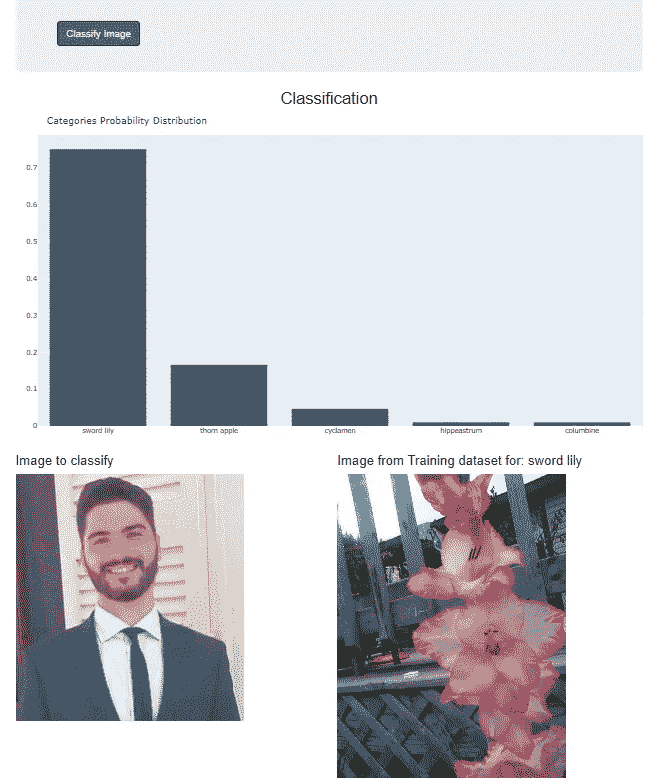 Classify Image
Classification
Categories Probability Distribution
0.7
0.6
0.5
0.4
0.3
0.2
0.1
0
sword lily
thorn apple
cyclamen
hippeastrum
columbine
Image to classify
Image from Training dataset for: sword lily